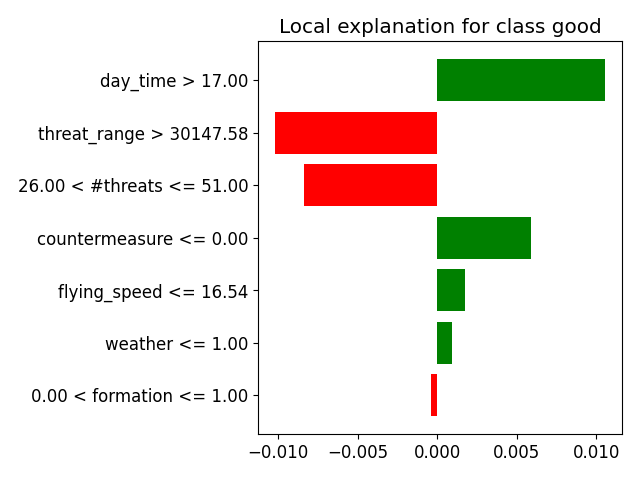 Local explanation for class good
day_time > 17.00
threat_range > 30147.58
26.00 < #threats <= 51.00
countermeasure <= 0.00
flying_speed <= 16.54
weather <= 1.00
0.00 < formation <= 1.00
−0.010 −0.005 0.000 0.005 0.010